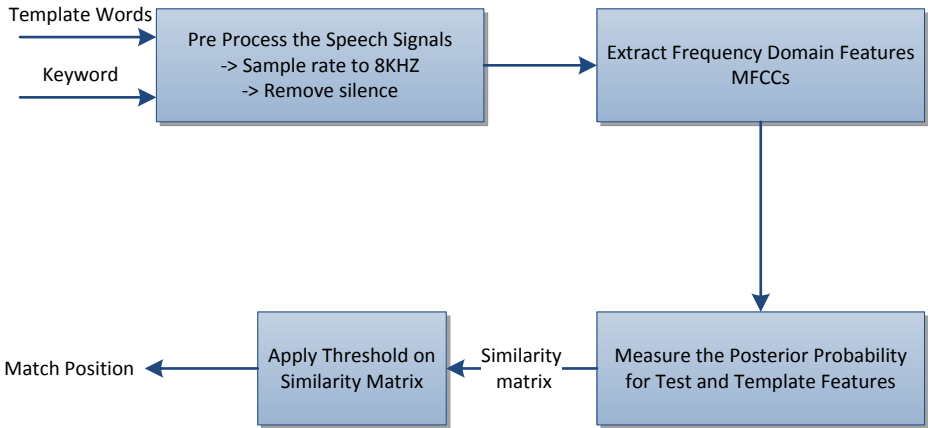 Template Words
Keyword
Pre Process the Speech Signals
-> Sample rate to 8KHZ
-> Remove silence
Extract Frequency Domain Features
MFCCs
Measure the Posterior Probability
for Test and Template Features
Similarity
matrix
Apply Threshold on
Similarity Matrix
Match Position